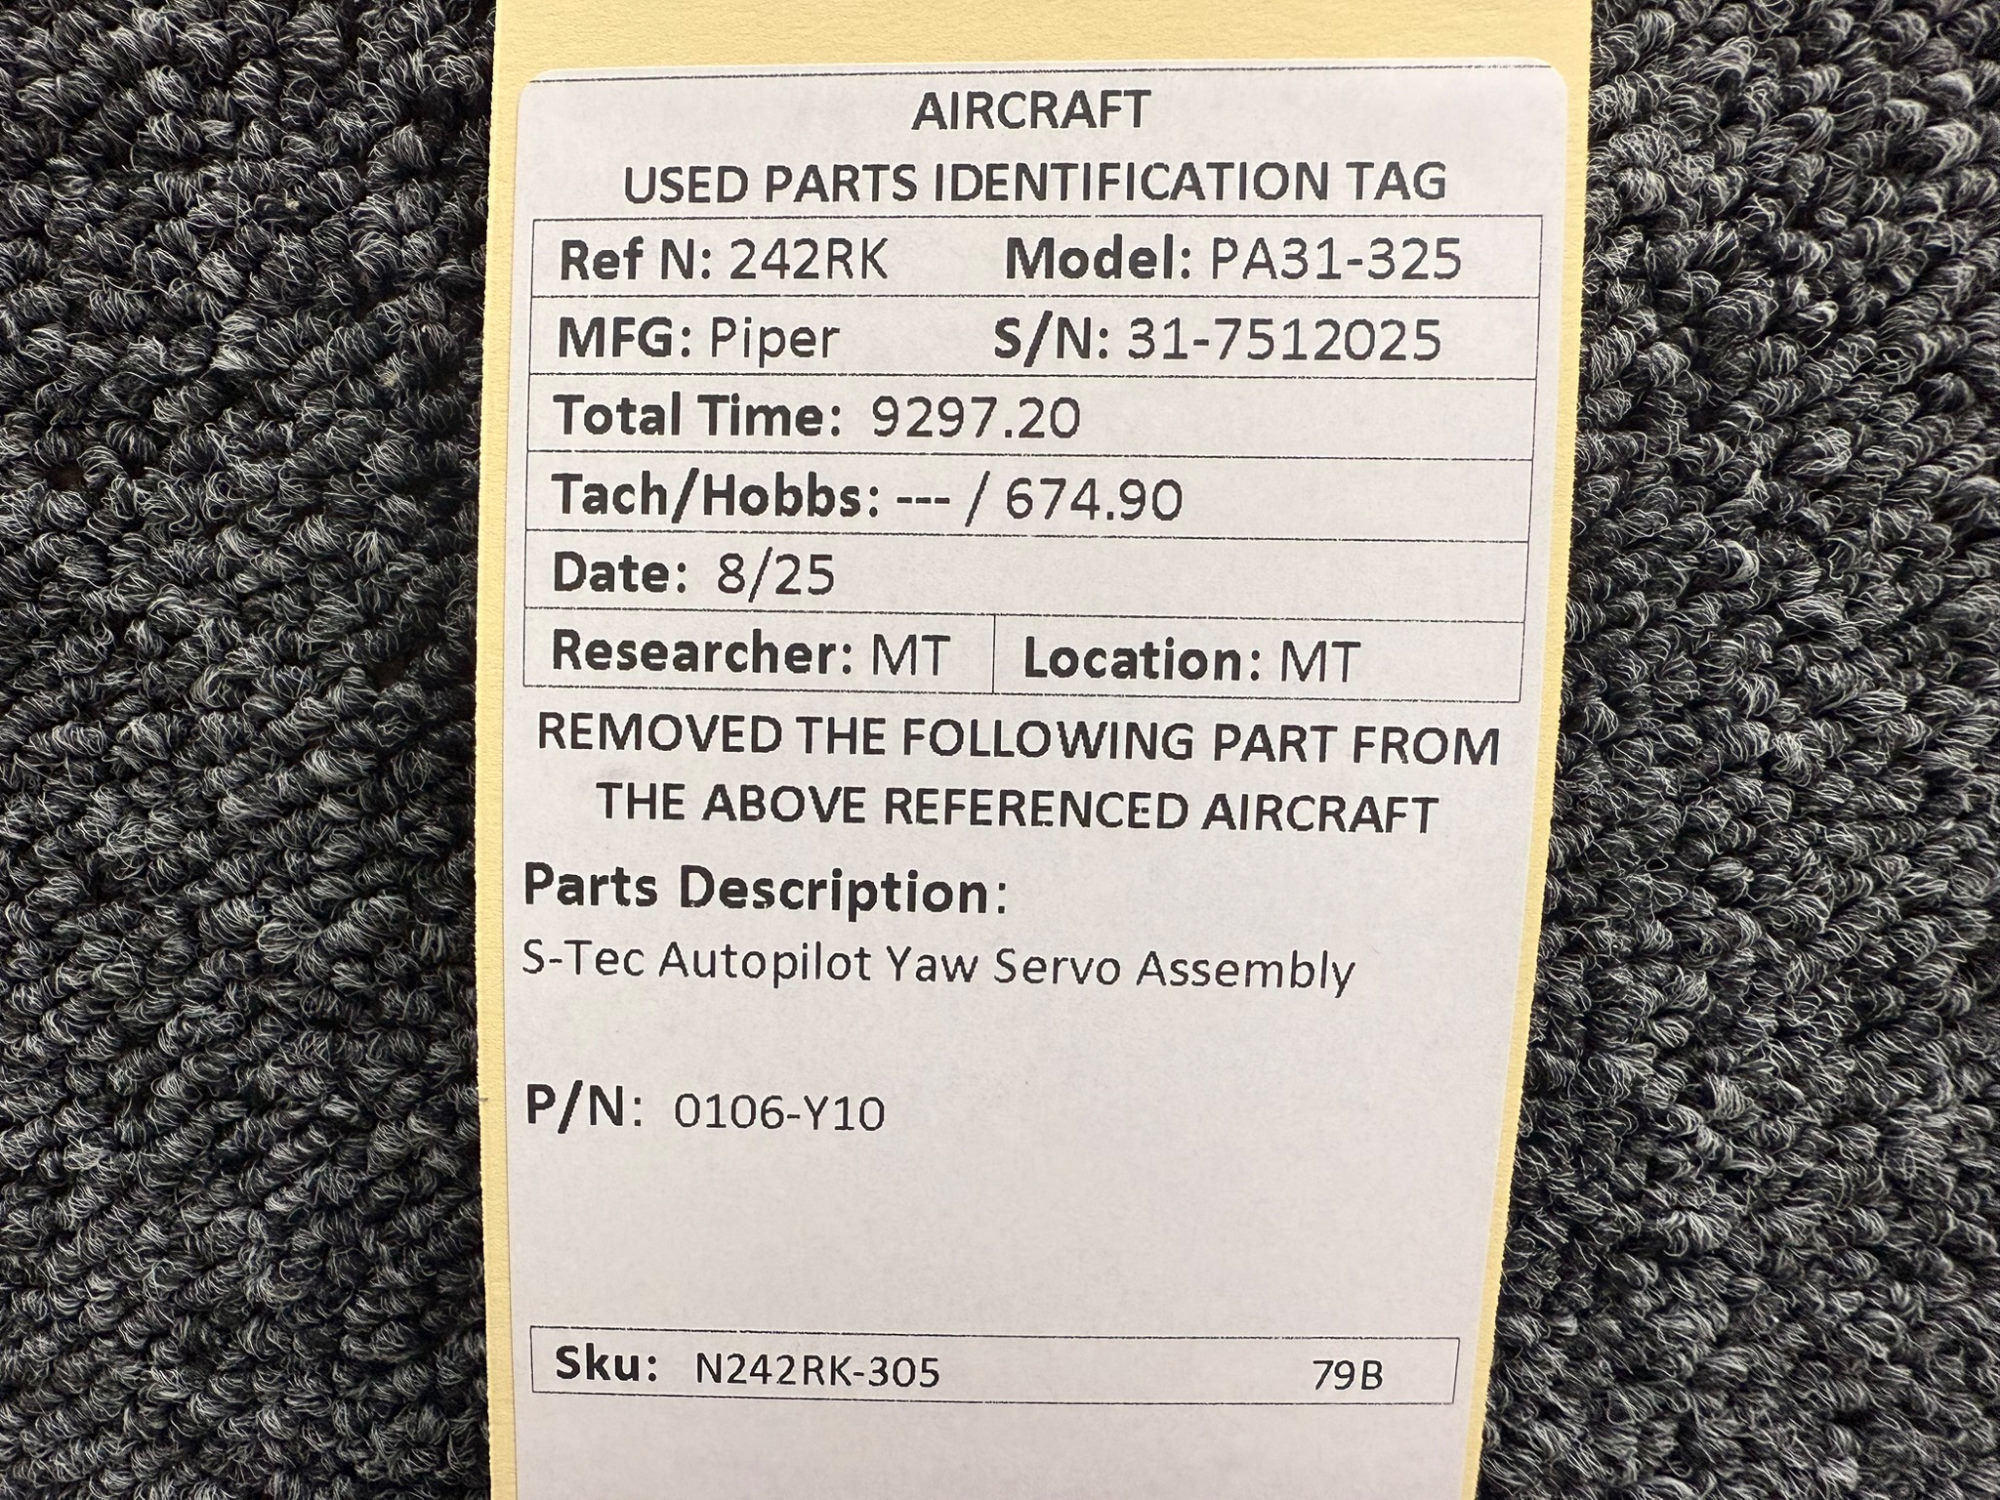 AIRCRAFT
USED PARTS IDENTIFICATION TAG
Ref N: 242RK Model: PA31-325
MFG: Piper S/N: 31-7512025
Total Time: 9297.20
Tach/Hobbs: --- / 674.90
Date: 8/25
Researcher: MT Location: MT
REMOVED THE FOLLOWING PART FROM
THE ABOVE REFERENCED AIRCRAFT
Parts Description:
S-Tec Autopilot Yaw Servo Assembly
P/N: 0106-Y10
Sku: N242RK-305 79B